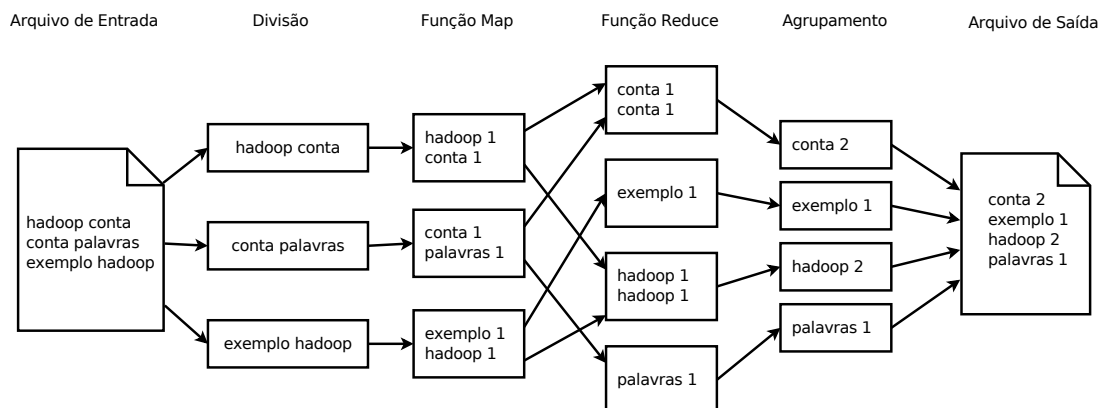 Arquivo de Entrada
Divisão
Função Map
Função Reduce
Agrupamento
Arquivo de Saída
hadoop conta
conta palavras
exemplo hadoop
hadoop conta
conta palavras
exemplo hadoop
hadoop 1
conta 1
conta 1
palavras 1
exemplo 1
hadoop 1
conta 1
conta 1
exemplo 1
hadoop 1
hadoop 1
palavras 1
conta 2
exemplo 1
hadoop 2
palavras 1
conta 2
exemplo 1
hadoop 2
palavras 1